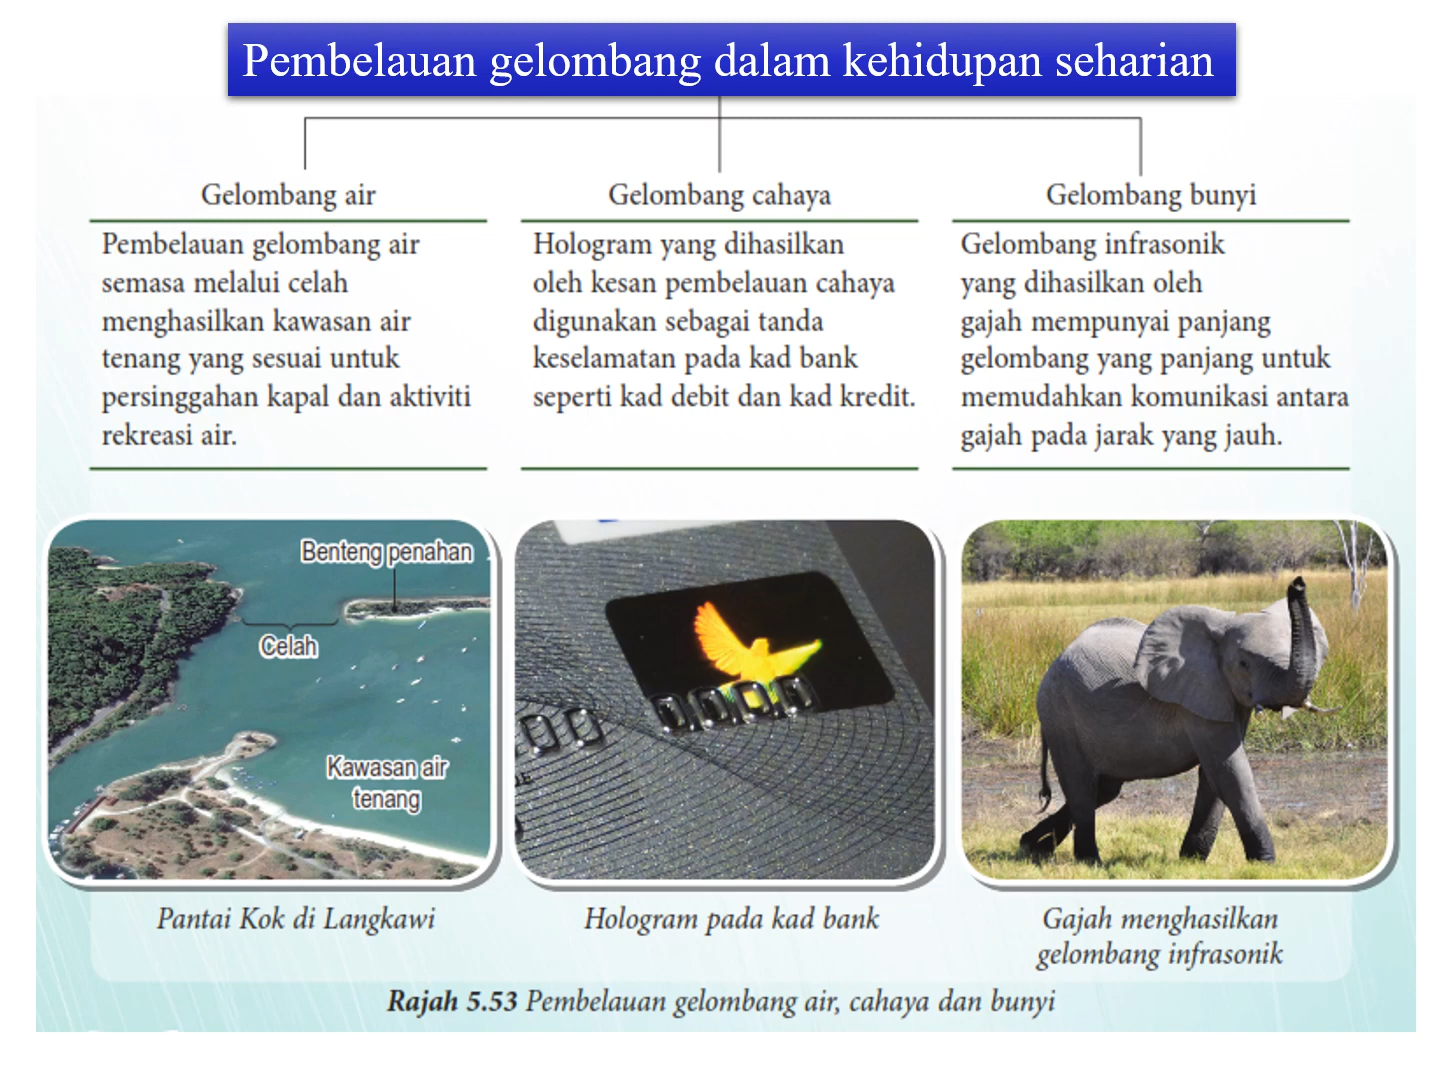 Pembelauan gelombang dalam kehidupan seharian
Gelombang air
Pembelauan gelombang air
semasa melalui celah
menghasilkan kawasan air
tenang yang sesuai untuk
persinggahan kapal dan aktiviti
rekreasi air.
Gelombang cahaya
Hologram yang dihasilkan
oleh kesan pembelauan cahaya
digunakan sebagai tanda
keselamatan pada kad bank
seperti kad debit dan kad kredit.
Gelombang bunyi
Gelombang infrasonik
yang dihasilkan oleh
gajah mempunyai panjang
gelombang yang panjang untuk
memudahkan komunikasi antara
gajah pada jarak yang jauh.
Benteng penahan
Celah
Kawasan air
tenang
Pantai Kok di Langkawi
Hologram pada kad bank
Gajah menghasilkan
gelombang infrasonik
Rajah 5.53 Pembelauan gelombang air, cahaya dan bunyi